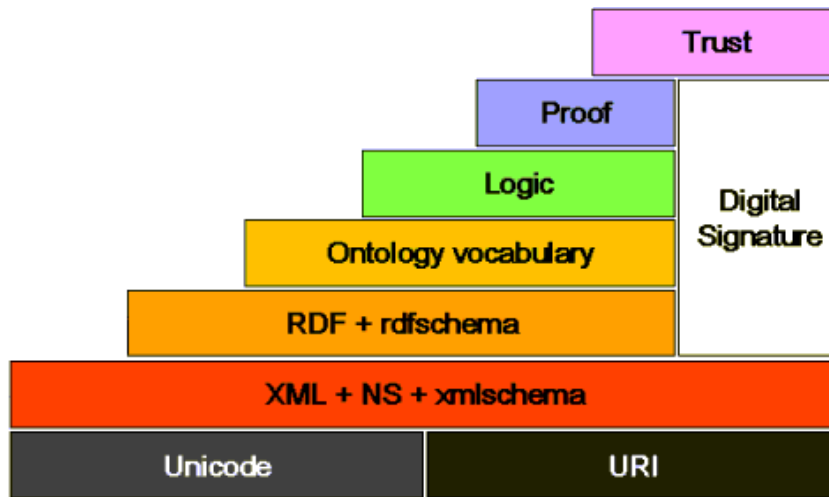 Trust
Proof
Logic
Digital
Signature
Ontology vocabulary
RDF + rdfschema
XML + NS + xmlschema
Unicode
URI